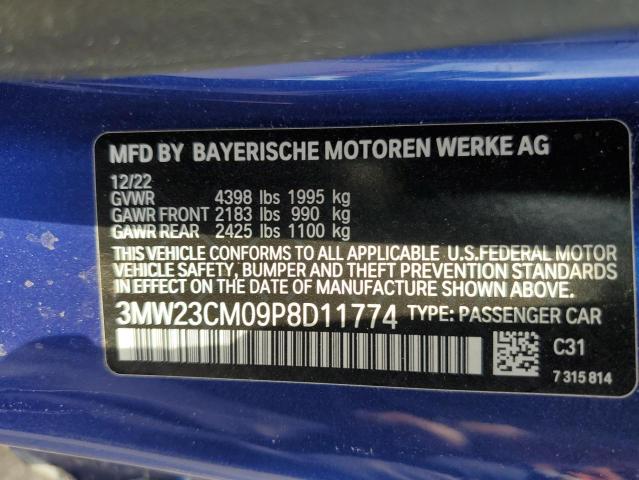 MFD BY BAYERISCHE MOTOREN WERKE AG
12/22
GVWR 4398 lbs 1995 kg
GAWR FRONT 2183 lbs 990 kg
GAWR REAR 2425 lbs 1100 kg
THIS VEHICLE CONFORMS TO ALL APPLICABLE U.S.FEDERAL MOTOR
VEHICLE SAFETY, BUMPER AND THEFT PREVENTION STANDARDS
IN EFFECT ON THE DATE OF MANUFACTURE SHOWN ABOVE.
3MW23CM09P8D11774 TYPE: PASSENGER CAR
C31
7 315 814